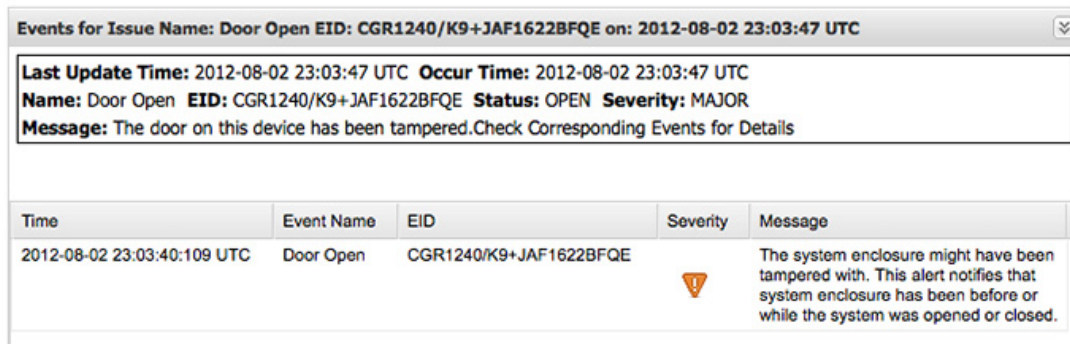 Events for Issue Name: Door Open EID: CGR1240/K9+JAF1622BFQE on: 2012-08-02 23:03:47 UTC
Last Update Time: 2012-08-02 23:03:47 UTC Occur Time: 2012-08-02 23:03:47 UTC
Name: Door Open EID: CGR1240/K9+JAF1622BFQE Status: OPEN Severity: MAJOR
Message: The door on this device has been tampered.Check Corresponding Events for Details
Time Event Name EID Severity Message
2012-08-02 23:03:40:109 UTC Door Open CGR1240/K9+JAF1622BFQE The system enclosure might have been
tampered with. This alert notifies that
system enclosure has been before or
while the system was opened or closed.